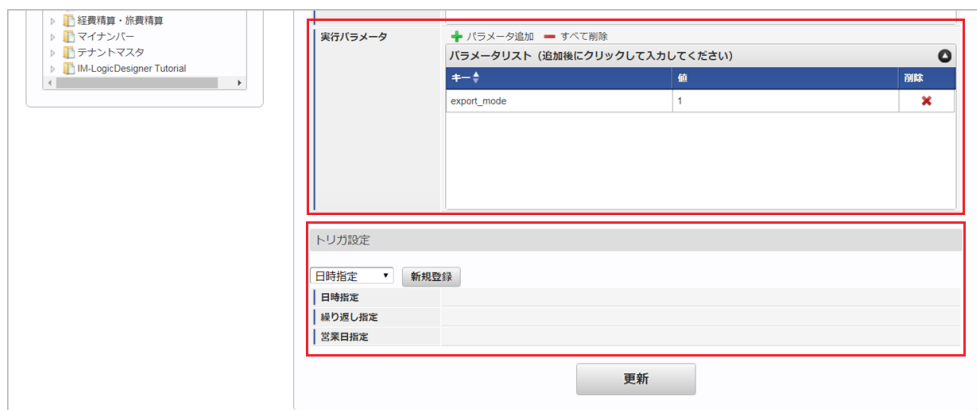 経費精算・旅費精算
マイナンバー
テナントマスタ
IM-LogicDesigner Tutorial
実行パラメータ
パラメータ追加 すべて削除
パラメータリスト（追加後にクリックして入力してください）
キー 値 削除
export_mode 1
トリガ設定
日時指定 新規登録
日時指定
繰り返し指定
営業日指定
更新